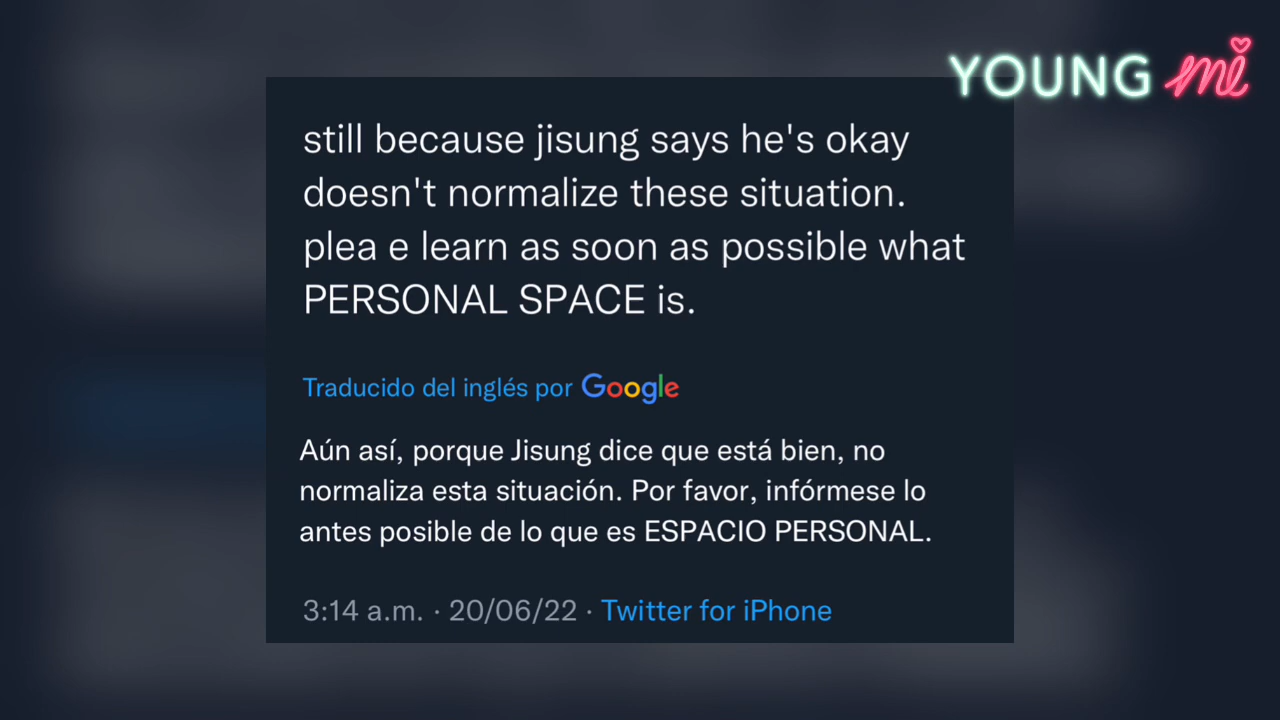 YOUNG mi
still because jisung says he's okay
doesn't normalize these situation.
plea e learn as soon as possible what
PERSONAL SPACE is.
Traducido del inglés por Google
Aún así, porque Jisung dice que está bien, no
normaliza esta situación. Por favor, infórmese lo
antes posible de lo que es ESPACIO PERSONAL.
3:14 a.m. · 20/06/22 · Twitter for iPhone